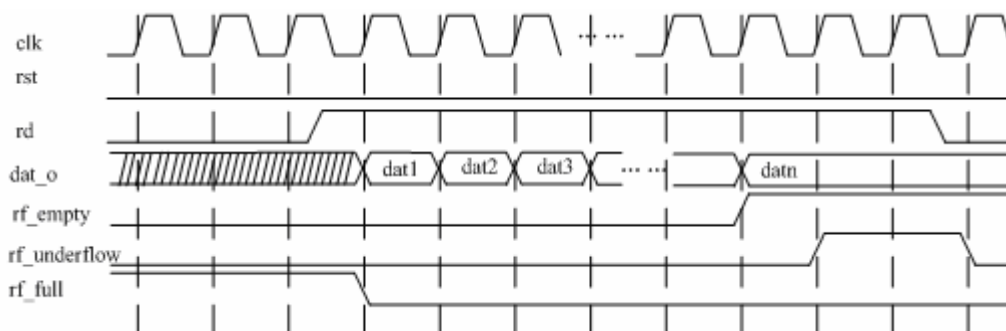 clk
... ...
rst
rd
dat_o dat1 dat2 dat3 ... ... datn
rf_empty
rf_underflow
rf_full